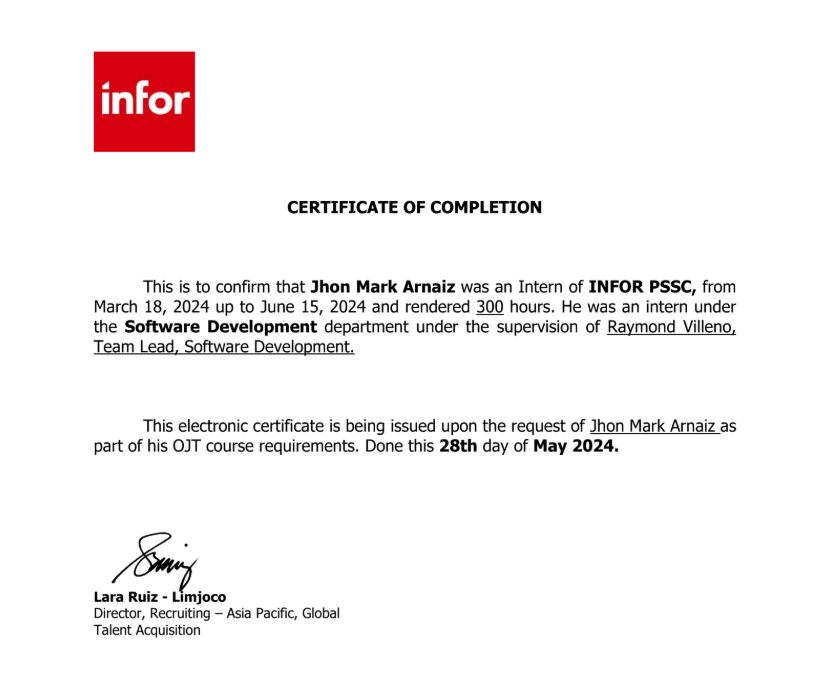 infor
CERTIFICATE OF COMPLETION
This is to confirm that Jhon Mark Arnaiz was an Intern of INFOR PSSC, from
March 18, 2024 up to June 15, 2024 and rendered 300 hours. He was an intern under
the Software Development department under the supervision of Raymond Villeno,
Team Lead, Software Development.
This electronic certificate is being issued upon the request of Jhon Mark Arnaiz as
part of his OJT course requirements. Done this 28th day of May 2024.
Lara Ruiz - Limjoco
Director, Recruiting – Asia Pacific, Global
Talent Acquisition